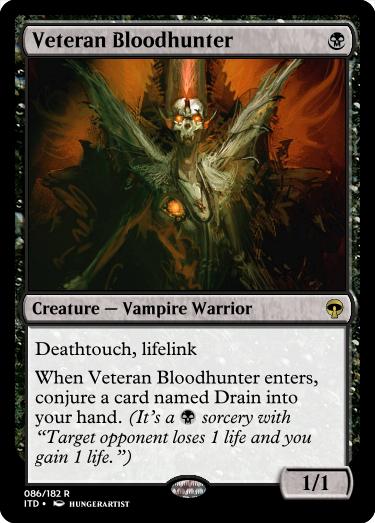 Veteran Bloodhunter
Creature — Vampire Warrior
Deathtouch, lifelink
When Veteran Bloodhunter enters,
conjure a card named Drain into
your hand. (It's a sorcery with
“Target opponent loses 1 life and you
gain 1 life.”)
1/1
086/182 R
ITD • HUNGERARTIST